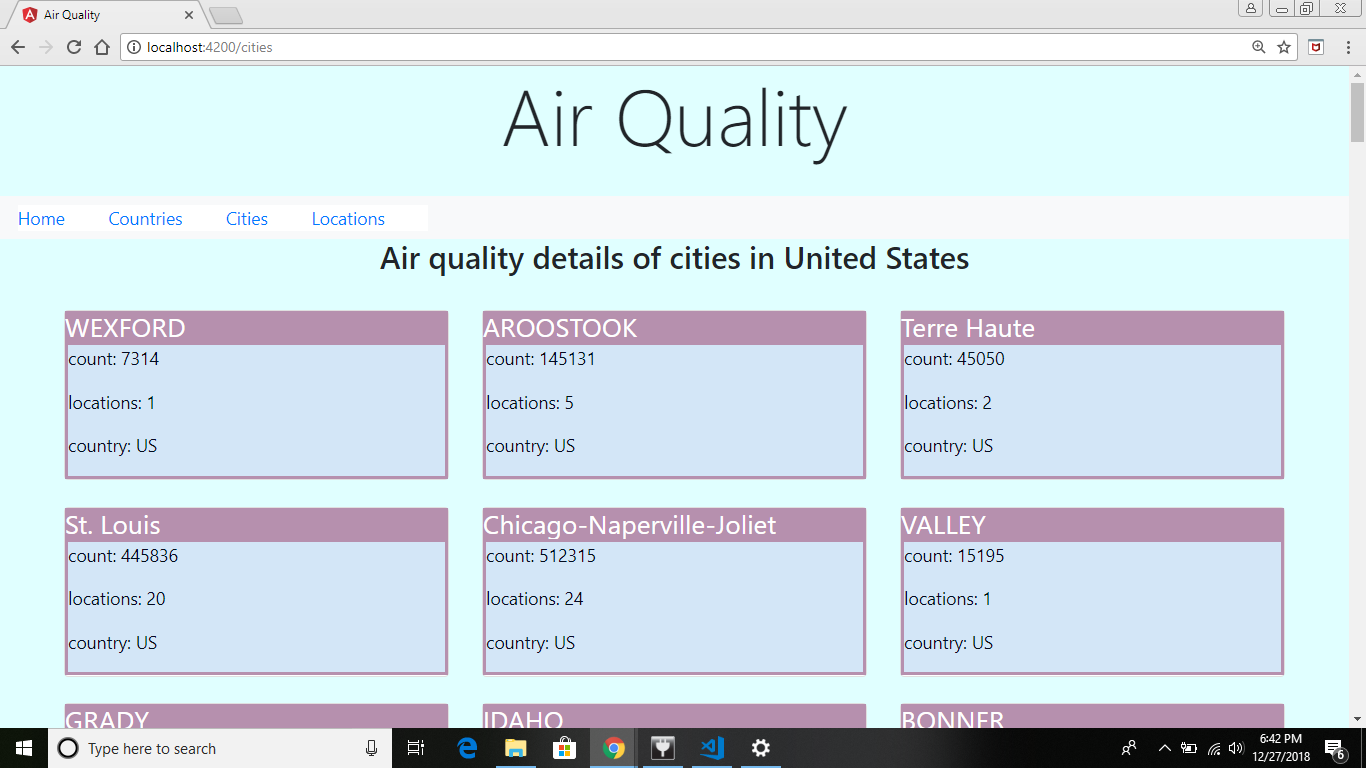 Air Quality
localhost:4200/cities
Air Quality
Home Countries Cities Locations
Air quality details of cities in United States
WEXFORD
count: 7314
locations: 1
country: US
AROOSTOOK
count: 145131
locations: 5
country: US
Terre Haute
count: 45050
locations: 2
country: US
St. Louis
count: 445836
locations: 20
country: US
Chicago-Naperville-Joliet
count: 512315
locations: 24
country: US
VALLEY
count: 15195
locations: 1
country: US
GRADY
IDAHO
BONNER
Type here to search
6:42 PM
12/27/2018
6